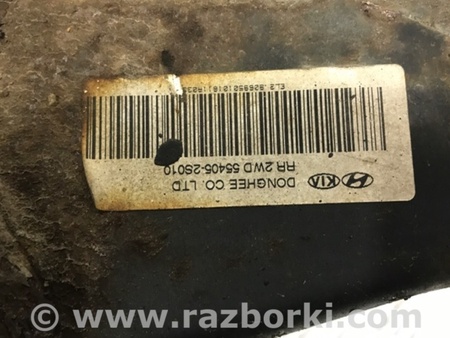 KIA
DONGHEE CO. LTD
RR 2WD 55405-2S010
www.razborki.com